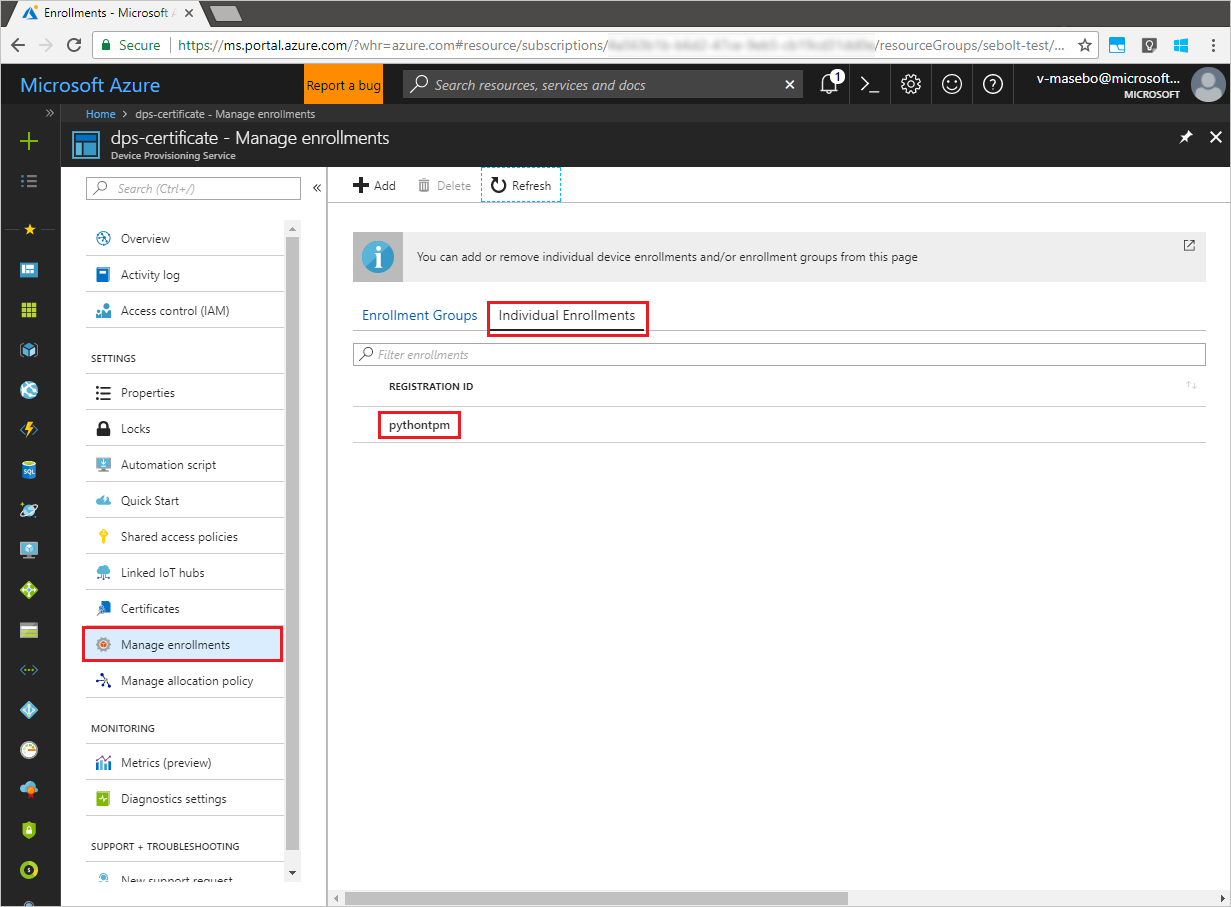 Enrollments - Microsoft A
Secure https://ms.portal.azure.com/?whr=azure.com#resource/subscriptions/ /resourceGroups/sebolt-test/...
Microsoft Azure
Report a bug
Search resources, services and docs
1
v-masebo@microsoft...
MICROSOFT
Home > dps-certificate - Manage enrollments
dps-certificate - Manage enrollments
Device Provisioning Service
Search (Ctrl+/)
Overview
Activity log
Access control (IAM)
SETTINGS
Properties
Locks
Automation script
Quick Start
Shared access policies
Linked IoT hubs
Certificates
Manage enrollments
Manage allocation policy
MONITORING
Metrics (preview)
Diagnostics settings
SUPPORT + TROUBLESHOOTING
New support request
Add
Delete
Refresh
You can add or remove individual device enrollments and/or enrollment groups from this page
Enrollment Groups
Individual Enrollments
Filter enrollments
REGISTRATION ID
pythontpm